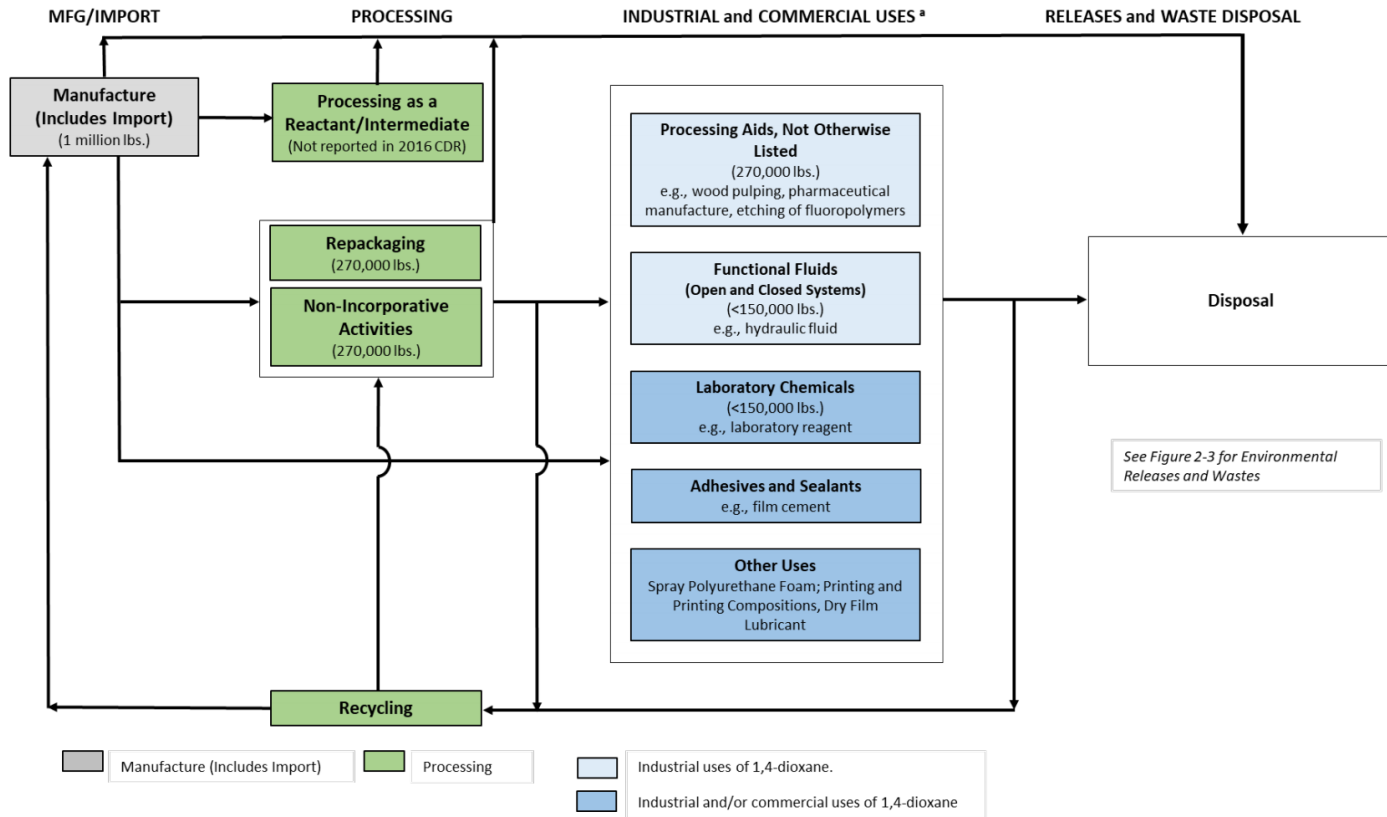 MFG/IMPORT
PROCESSING
INDUSTRIAL and COMMERCIAL USES a
RELEASES and WASTE DISPOSAL
Manufacture
(Includes Import)
(1 million lbs.)
Processing as a
Reactant/Intermediate
(Not reported in 2016 CDR)
Repackaging
(270,000 lbs.)
Non-Incorporative
Activities
(270,000 lbs.)
Processing Aids, Not Otherwise
Listed
(270,000 lbs.)
e.g., wood pulping, pharmaceutical
manufacture, etching of fluoropolymers
Functional Fluids
(Open and Closed Systems)
(<150,000 lbs.)
e.g., hydraulic fluid
Laboratory Chemicals
(<150,000 lbs.)
e.g., laboratory reagent
Adhesives and Sealants
e.g., film cement
Other Uses
Spray Polyurethane Foam; Printing and
Printing Compositions, Dry Film
Lubricant
Disposal
See Figure 2-3 for Environmental
Releases and Wastes
Recycling
Manufacture (Includes Import)
Processing
Industrial uses of 1,4-dioxane.
Industrial and/or commercial uses of 1,4-dioxane